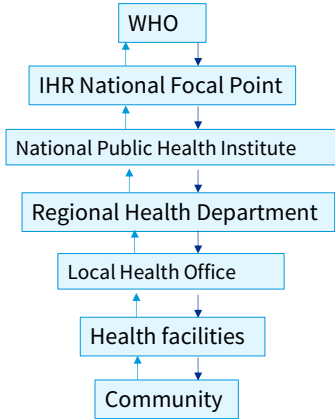 WHO
IHR National Focal Point
National Public Health Institute
Regional Health Department
Local Health Office
Health facilities
Community